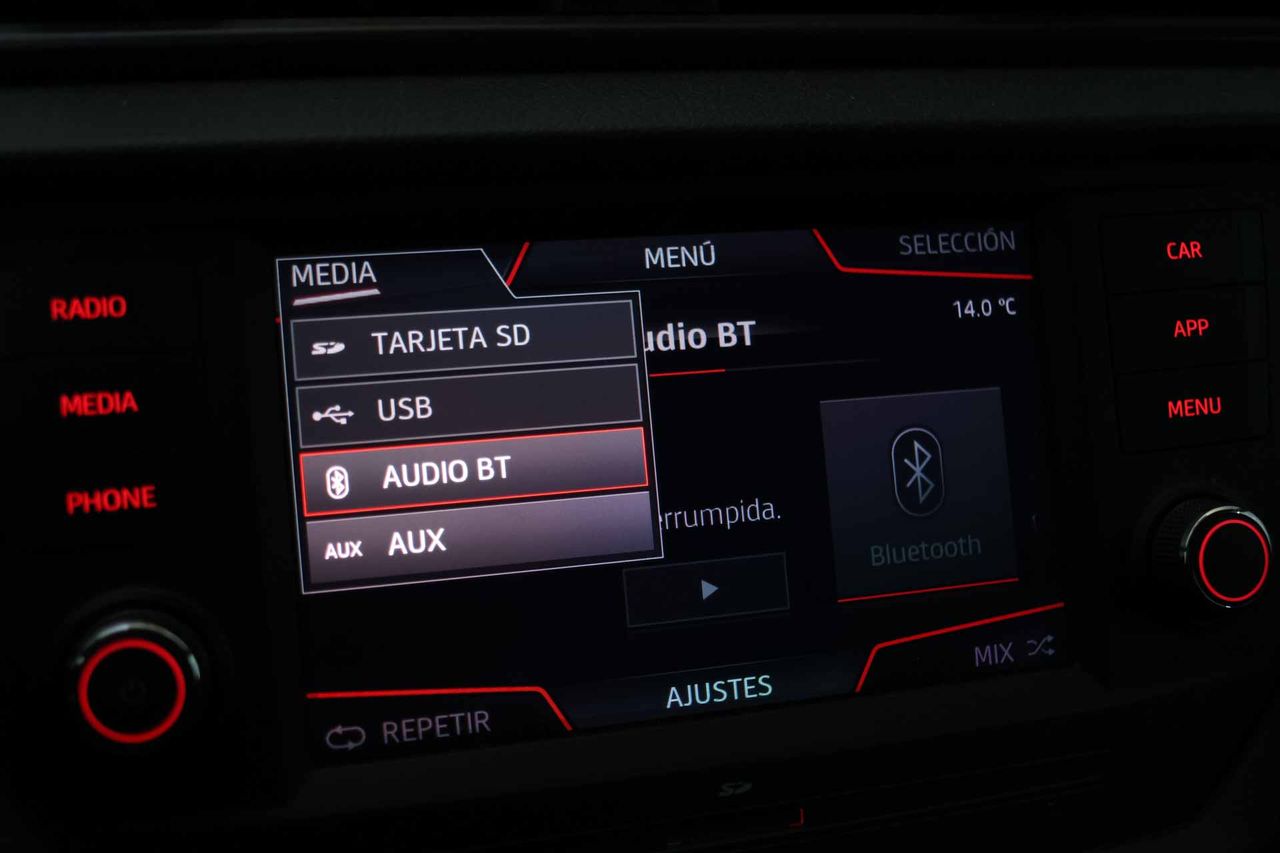 RADIO
MEDIA
PHONE
MEDIA
MENÚ
SELECCIÓN
14.0 ºC
TARJETA SD
USB
AUDIO BT
AUX AUX
udio BT
errumpida.
Bluetooth
REPETIR
AJUSTES
MIX
CAR
APP
MENU